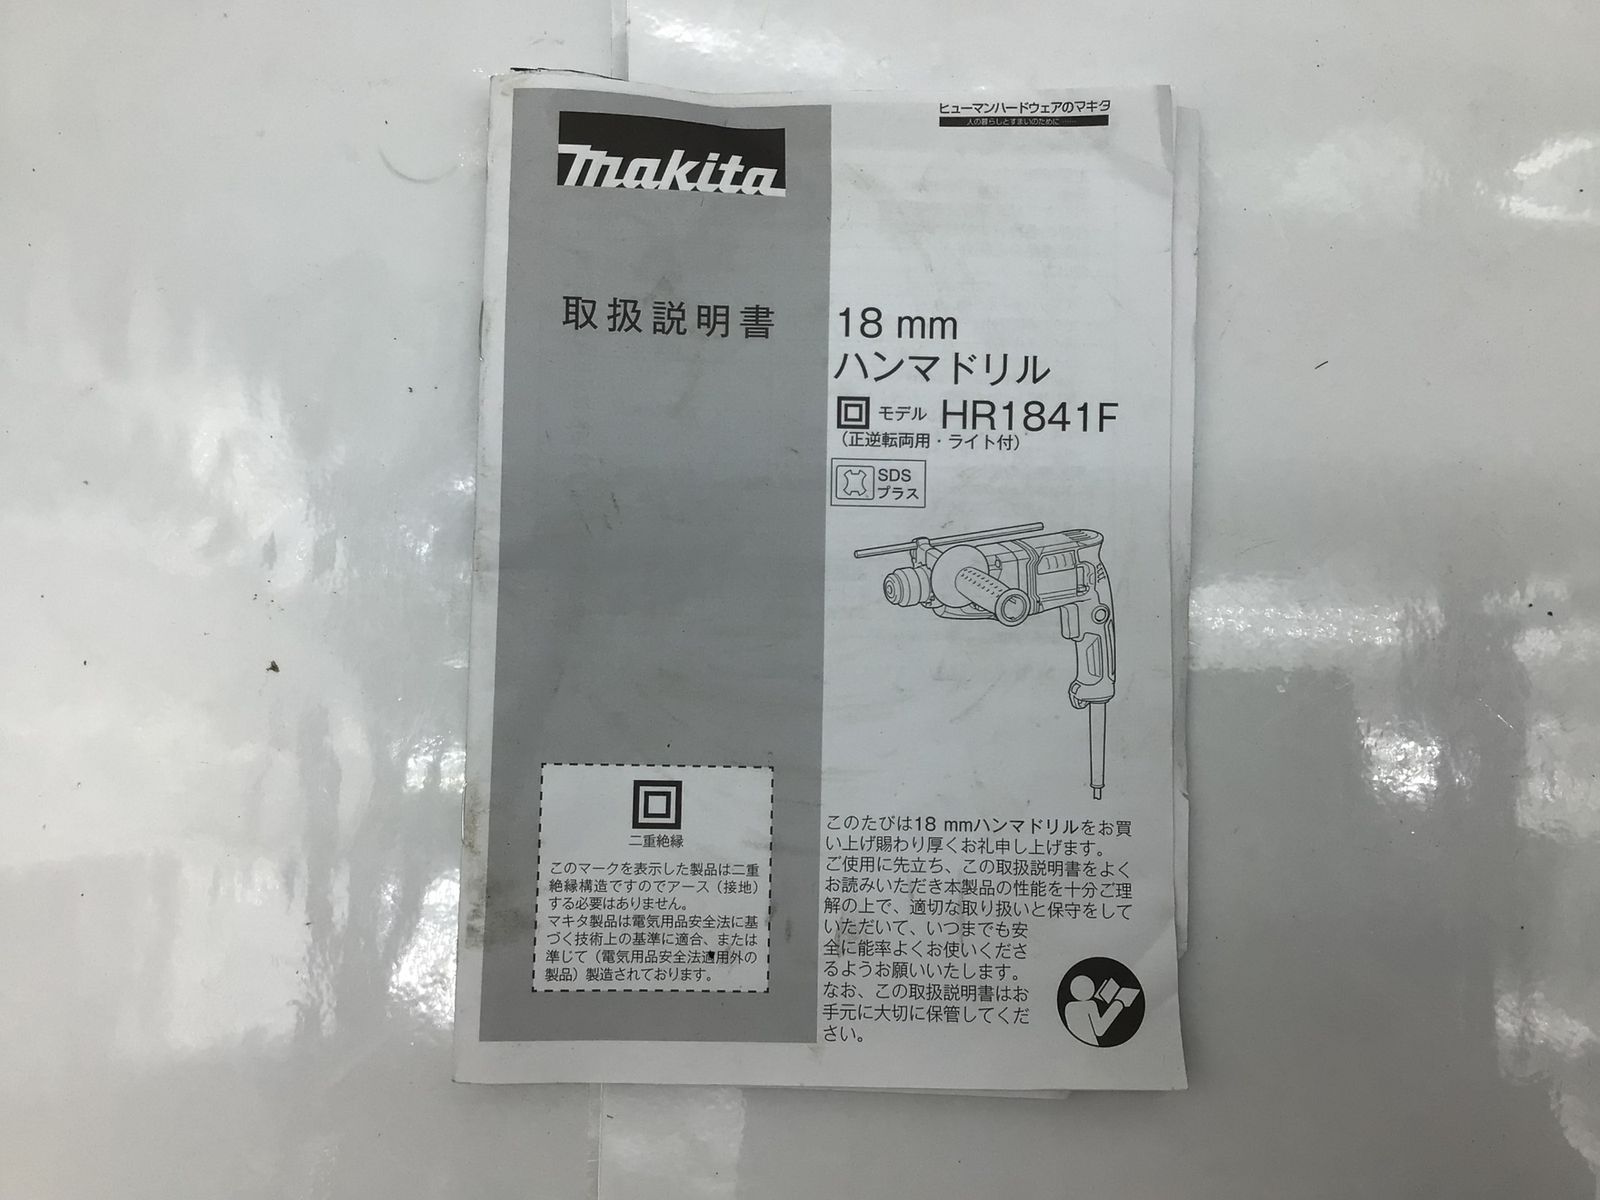 ヒューマンハードウェアのマキタ
人の暮らしとすまいのために……
makita
取扱説明書
18 mm
ハンマドリル
モデル HR1841F
（正逆転両用・ライト付）
SDS
プラス
二重絶縁
このマークを表示した製品は二重
絶縁構造ですのでアース（接地）
する必要はありません。
マキタ製品は電気用品安全法に基
づく技術上の基準に適合、または
準じて（電気用品安全法適用外の
製品）製造されております。
このたびは18 mmハンマドリルをお買
い上げ賜わり厚くお礼申し上げます。
ご使用に先立ち、この取扱説明書をよく
お読みいただき本製品の性能を十分ご理
解の上で、適切な取り扱いと保守をして
いただいて、いつまでも安
全に能率よくお使いくださ
るようお願いいたします。
なお、この取扱説明書はお
手元に大切に保管してくだ
さい。